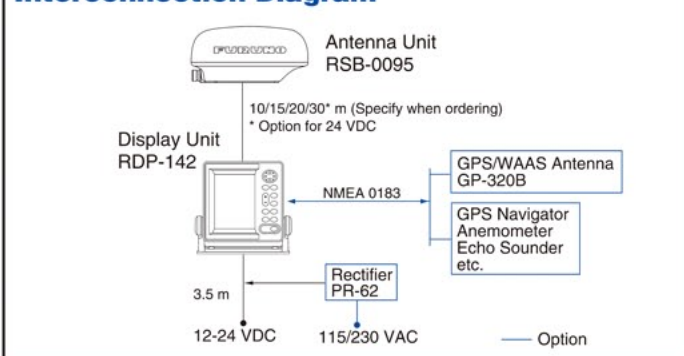 Interconnection Diagram
FURUNO
Antenna Unit
RSB-0095
10/15/20/30* m (Specify when ordering)
* Option for 24 VDC
Display Unit
RDP-142
NMEA 0183
GPS/WAAS Antenna
GP-320B
GPS Navigator
Anemometer
Echo Sounder
etc.
Rectifier
PR-62
3.5 m
12-24 VDC
115/230 VAC
Option